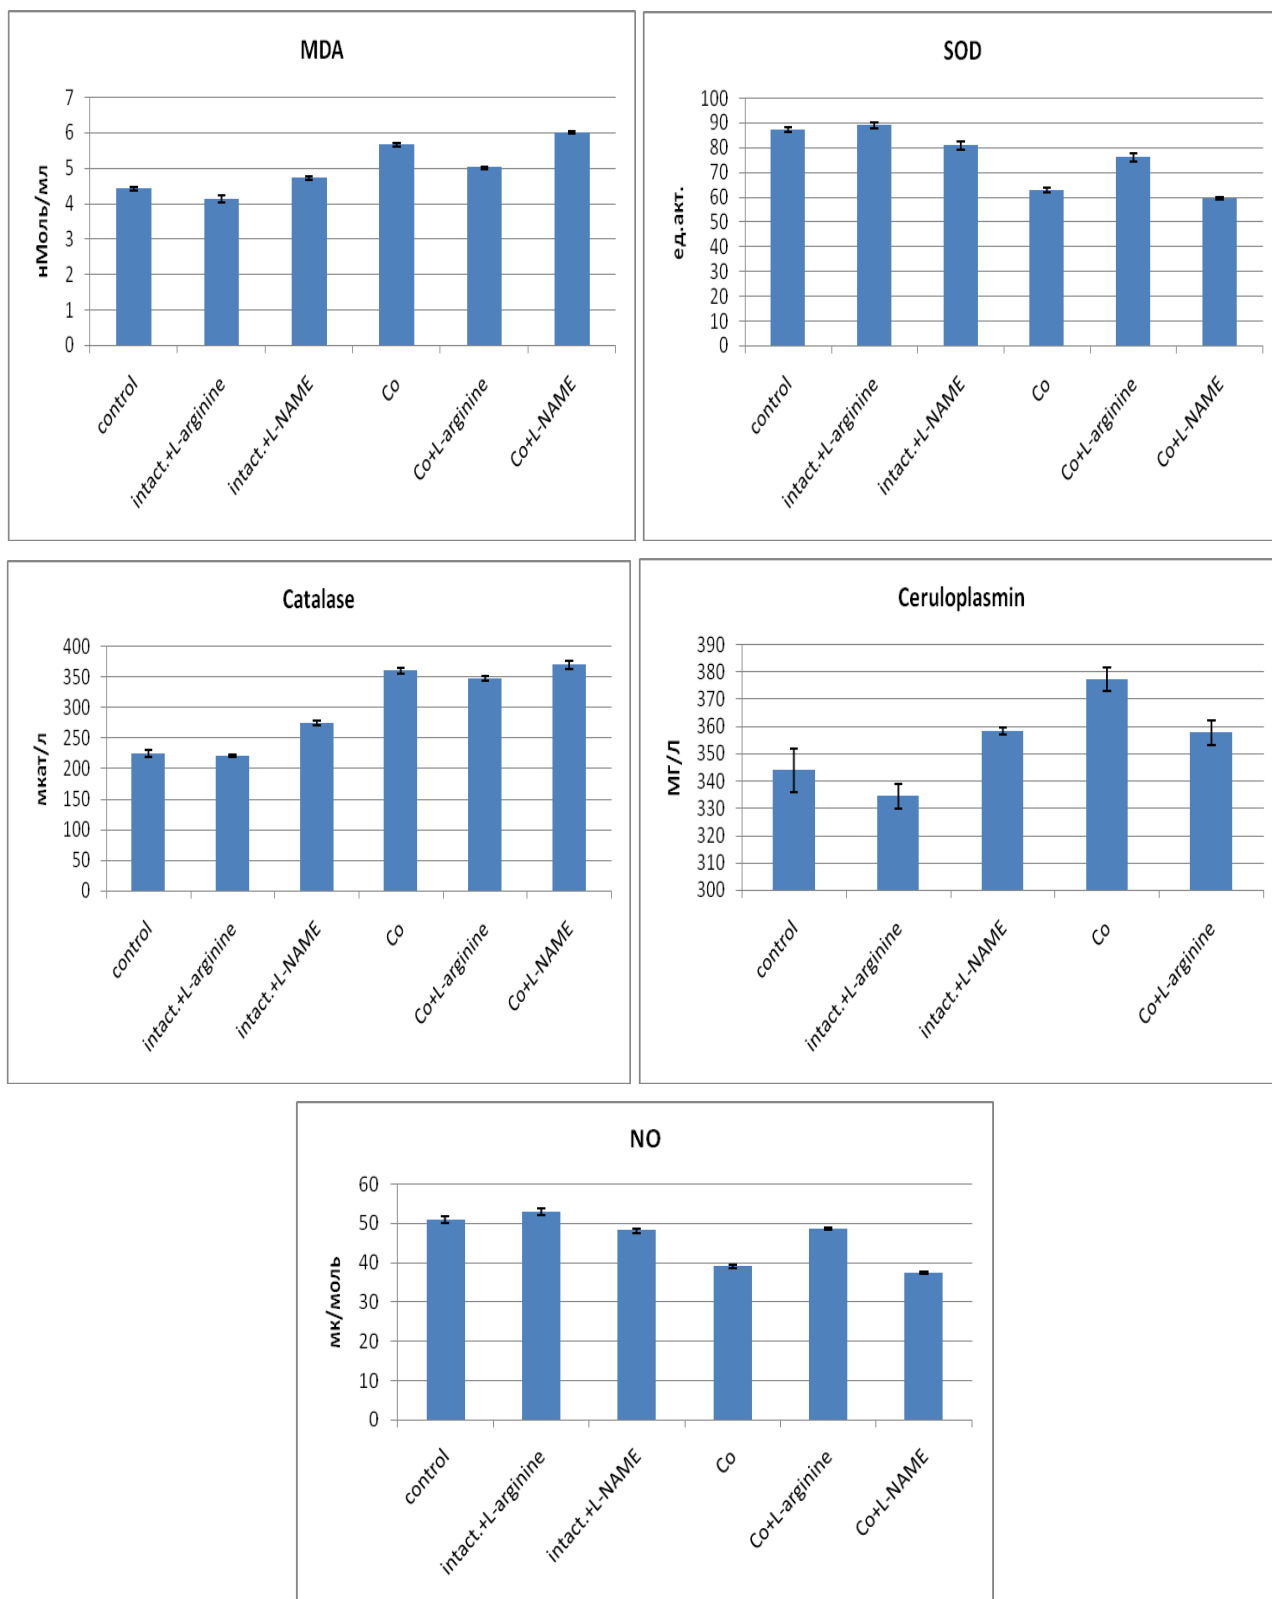 MDA
7
6
5
4
3
2
1
0
нМоль/мл
control
intact.+L-arginine
intact.+L-NAME
Co
Co+L-arginine
Co+L-NAME
SOD
100
90
80
70
60
50
40
30
20
10
0
ед.акт.
control
intact.+L-arginine
intact.+L-NAME
Co
Co+L-arginine
Co+L-NAME
Catalase
400
350
300
250
200
150
100
50
0
мкат/л
control
intact.+L-arginine
intact.+L-NAME
Co
Co+L-arginine
Co+L-NAME
Ceruloplasmin
390
380
370
360
350
340
330
320
310
300
МГ/Л
control
intact.+L-arginine
intact.+L-NAME
Co
Co+L-arginine
NO
60
50
40
30
20
10
0
мк/моль
control
intact.+L-arginine
intact.+L-NAME
Co
Co+L-arginine
Co+L-NAME